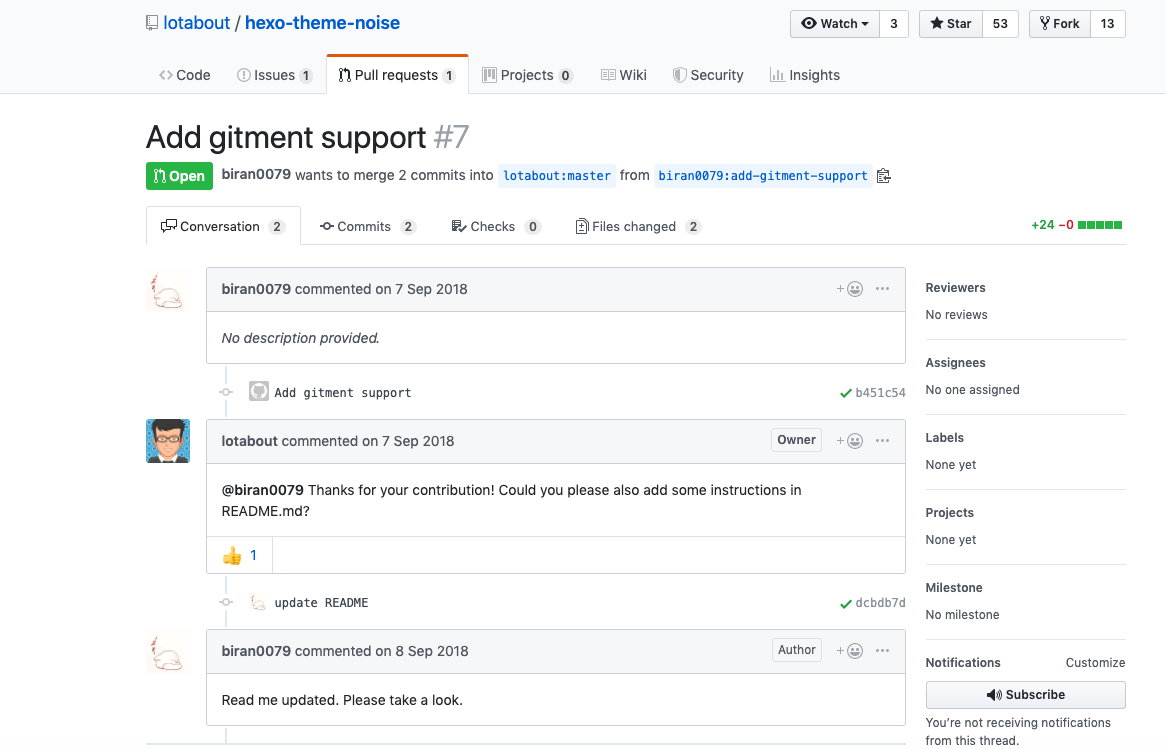 lotabout / hexo-theme-noise
Watch 3 Star 53 Fork 13
Code Issues 1 Pull requests 1 Projects 0 Wiki Security Insights
Add gitment support #7
Open biran0079 wants to merge 2 commits into lotabout:master from biran0079:add-gitment-support
Conversation 2 Commits 2 Checks 0 Files changed 2 +24 −0
biran0079 commented on 7 Sep 2018
No description provided.
Add gitment support b451c54
lotabout commented on 7 Sep 2018 Owner
@biran0079 Thanks for your contribution! Could you please also add some instructions in
README.md?
👍 1
update README dcbdb7d
biran0079 commented on 8 Sep 2018 Author
Read me updated. Please take a look.
Reviewers
No reviews
Assignees
No one assigned
Labels
None yet
Projects
None yet
Milestone
No milestone
Notifications Customize
Subscribe
You're not receiving notifications
from this thread.